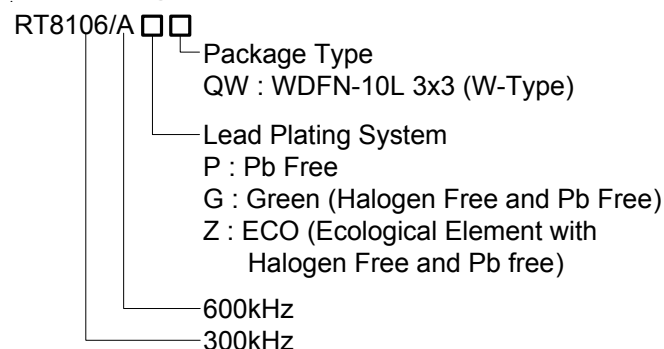 RT8106/A
Package Type
QW : WDFN-10L 3x3 (W-Type)
Lead Plating System
P : Pb Free
G : Green (Halogen Free and Pb Free)
Z : ECO (Ecological Element with
Halogen Free and Pb free)
600kHz
300kHz